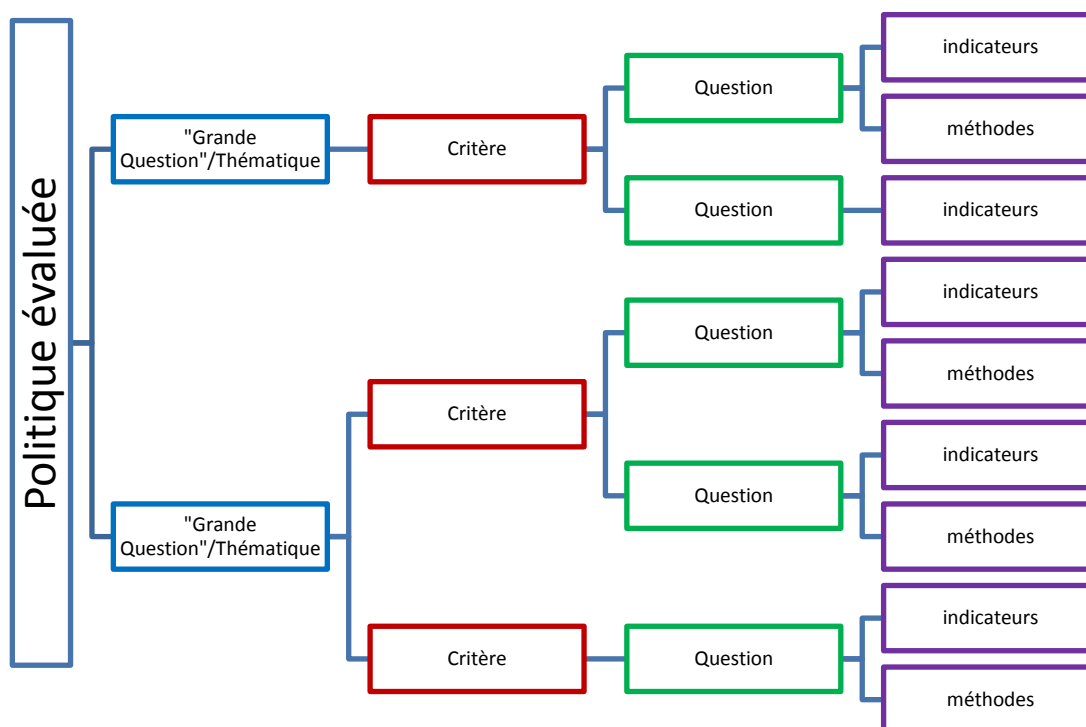 Politique évaluée
"Grande
Question"/Thématique
Critère
Question
indicateurs
méthodes
Question
indicateurs
"Grande
Question"/Thématique
Critère
Question
indicateurs
méthodes
Question
indicateurs
méthodes
Critère
Question
indicateurs
méthodes